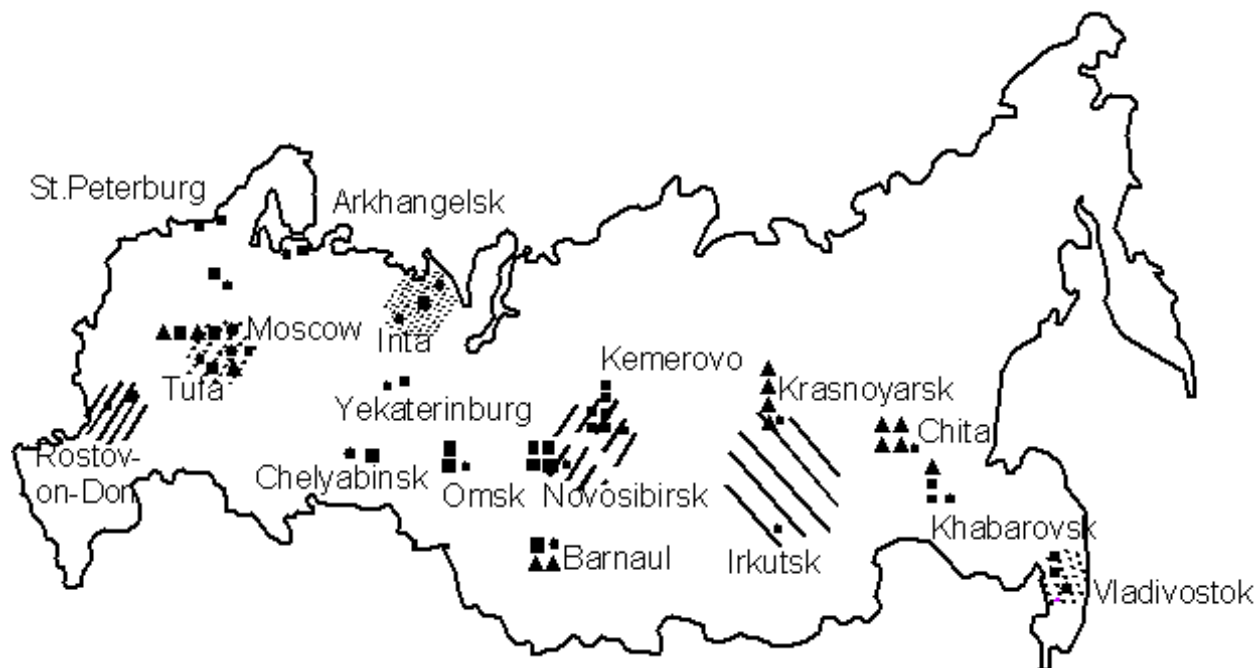 St.Peterburg
Arkhangelsk
Moscow
Inta
Tufa
Kemerovo
Krasnoyarsk
Yekaterinburg
Chita
Rostov-
on-Don
Chelyabinsk
Omsk
Novosibirsk
Khabarovsk
Barnaul
Irkutsk
Vladivostok